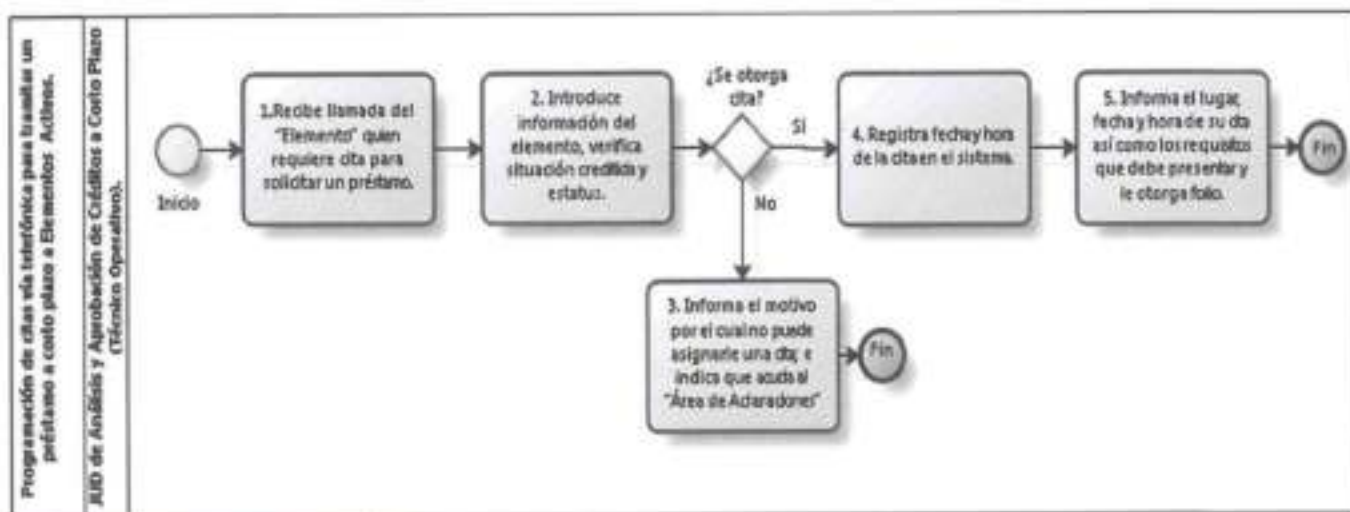 Programación de citas vía telefónica para tramitar un
préstamo a corto plazo a Elementos Activos.
JUD de Análisis y Aprobación de Créditos a Corto Plazo
(Técnico Operativo).
Inicio
1.Recibe llamada del
"Elemento" quien
requiere cita para
solicitar un préstamo.
2. Introduce
información del
elemento, verifica
situación crediticia y
estatus.
¿Se otorga
cita?
Sí
No
4. Registra fecha y hora
de la cita en el sistema.
5. Informa el lugar,
fecha y hora de su cita
así como los requisitos
que debe presentar y
le otorga folio.
Fin
3. Informa el motivo
por el cual no puede
asignarle una cita; e
indica que acuda al
"Área de Aclaraciones"
Fin